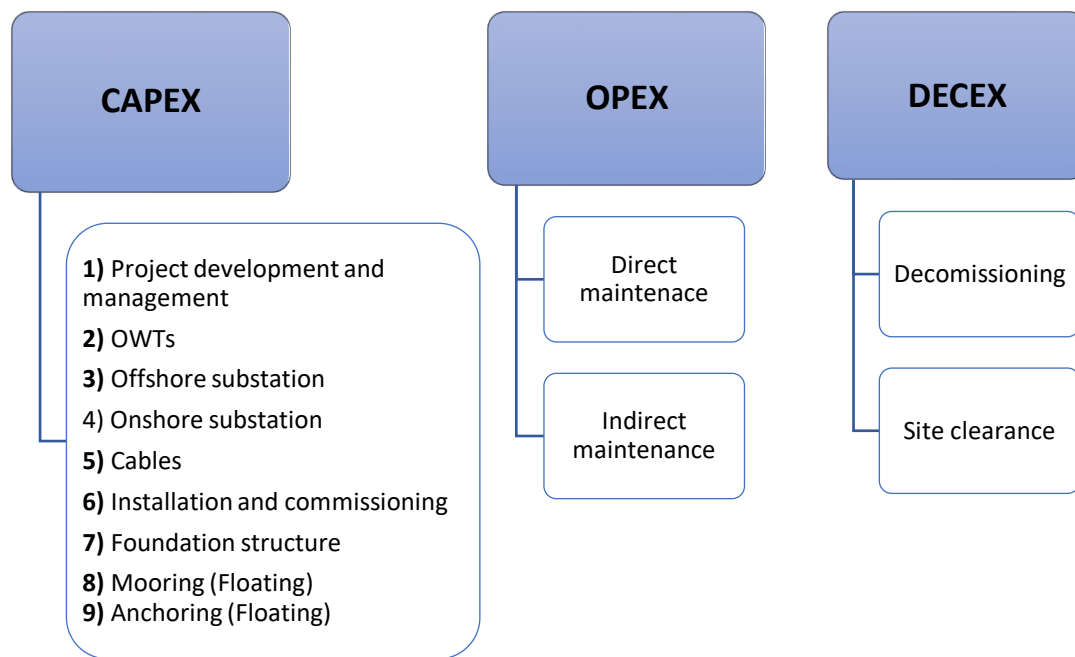 CAPEX
1) Project development and
management
2) OWTs
3) Offshore substation
4) Onshore substation
5) Cables
6) Installation and commissioning
7) Foundation structure
8) Mooring (Floating)
9) Anchoring (Floating)
OPEX
Direct
maintenace
Indirect
maintenance
DECEX
Decomissioning
Site clearance